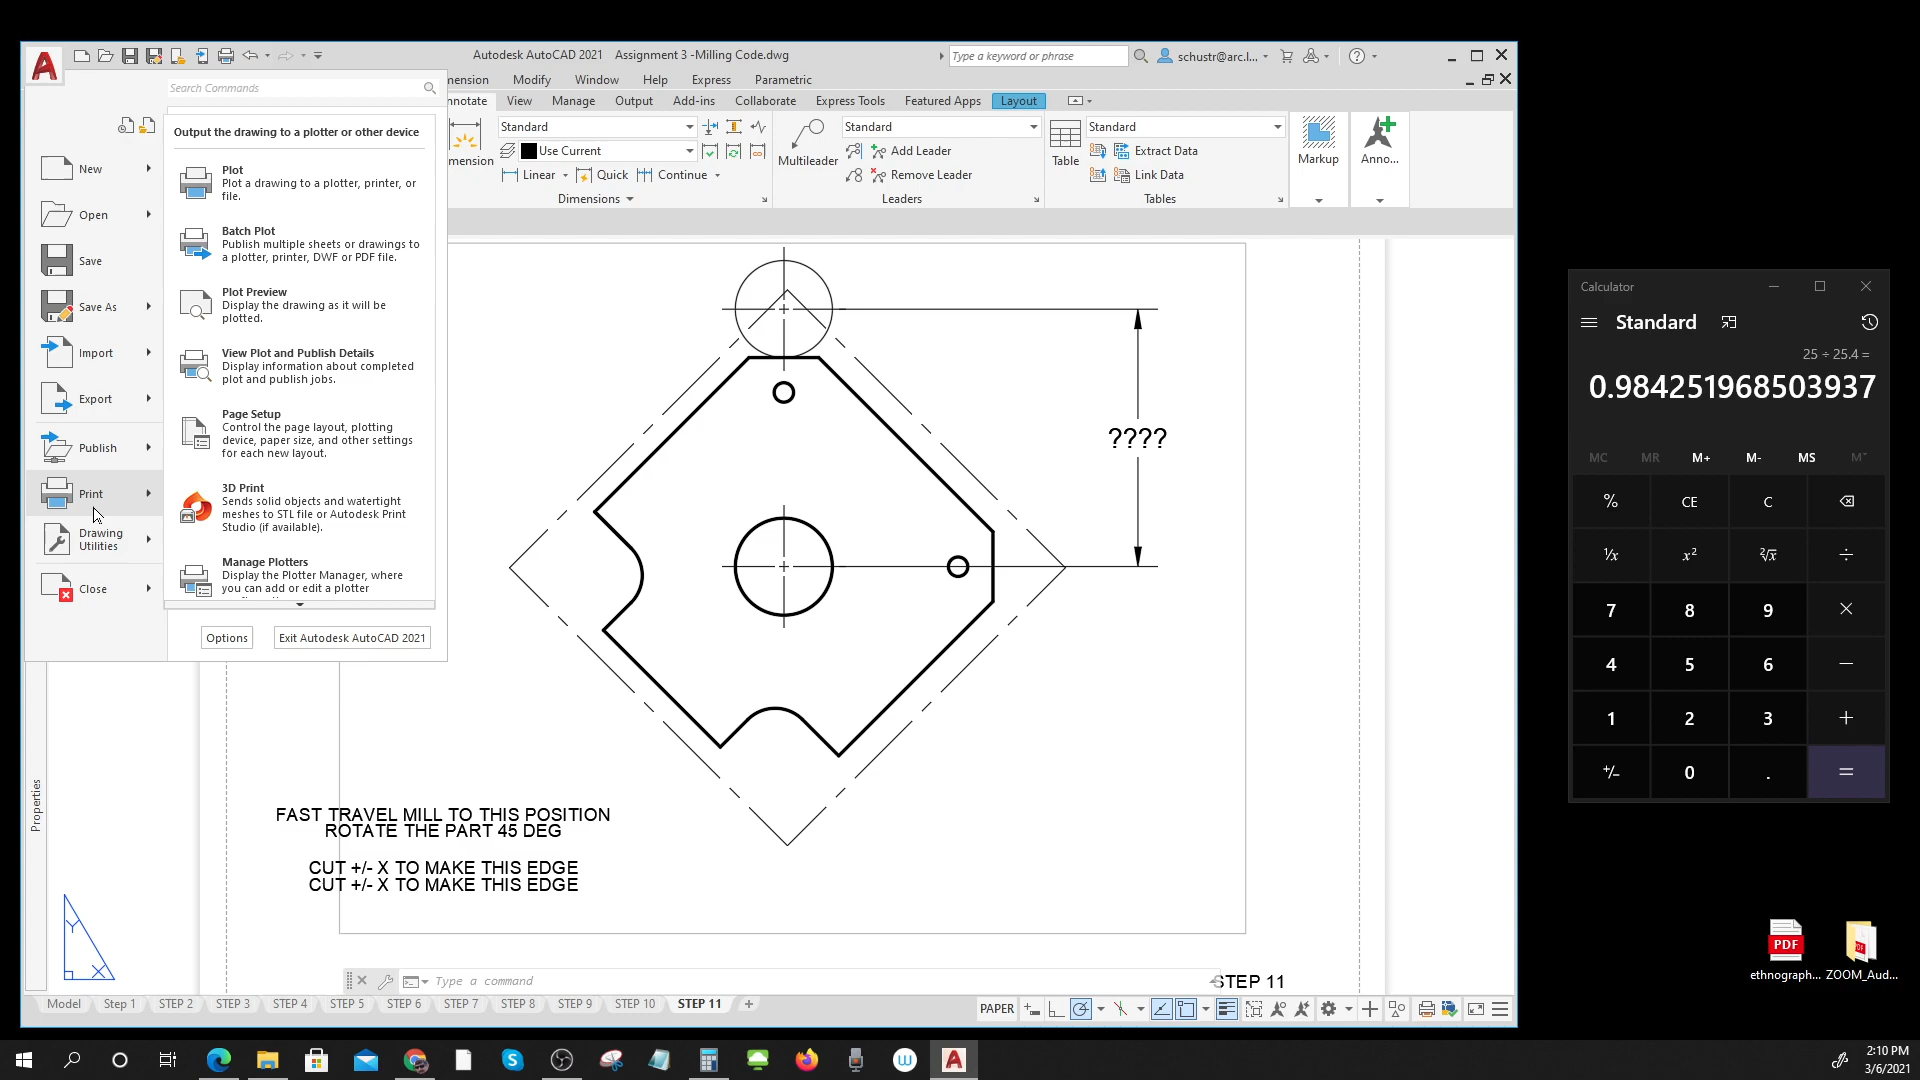 Autodesk AutoCAD 2021 Assignment 3 -Milling Code.dwg
Type a keyword or phrase
schustr@arc.l...
Search Commands
mension Modify Window Help Express Parametric
nnotate View Manage Output Add-ins Collaborate Express Tools Featured Apps Layout
Output the drawing to a plotter or other device
New
Open
Save
Save As
Import
Export
Publish
Print
Drawing
Utilities
Close
Plot
Plot a drawing to a plotter, printer, or
file.
Batch Plot
Publish multiple sheets or drawings to
a plotter, printer, DWF or PDF file.
Plot Preview
Display the drawing as it will be
plotted.
View Plot and Publish Details
Display information about completed
plot and publish jobs.
Page Setup
Control the page layout, plotting
device, paper size, and other settings
for each new layout.
3D Print
Sends solid objects and watertight
meshes to STL file or Autodesk Print
Studio (if available).
Manage Plotters
Display the Plotter Manager, where
you can add or edit a plotter
Options Exit Autodesk AutoCAD 2021
mension
Standard
Use Current
Linear Quick Continue
Dimensions
Multileader
Standard
Add Leader
Remove Leader
Leaders
Table
Standard
Extract Data
Link Data
Tables
Markup
Anno...
????
FAST TRAVEL MILL TO THIS POSITION
ROTATE THE PART 45 DEG
CUT +/- X TO MAKE THIS EDGE
CUT +/- X TO MAKE THIS EDGE
Properties
Y
X
Type a command
STEP 11
Model Step 1 STEP 2 STEP 3 STEP 4 STEP 5 STEP 6 STEP 7 STEP 8 STEP 9 STEP 10 STEP 11 +
PAPER
Calculator
Standard
25 ÷ 25.4 =
0.984251968503937
MC MR M+ M- MS M˅
% CE C
¹/x x² ²√x ÷
7 8 9 ×
4 5 6 −
1 2 3 +
+/− 0 . =
PDF
ethnograph... ZOOM_Aud...
2:10 PM
3/6/2021